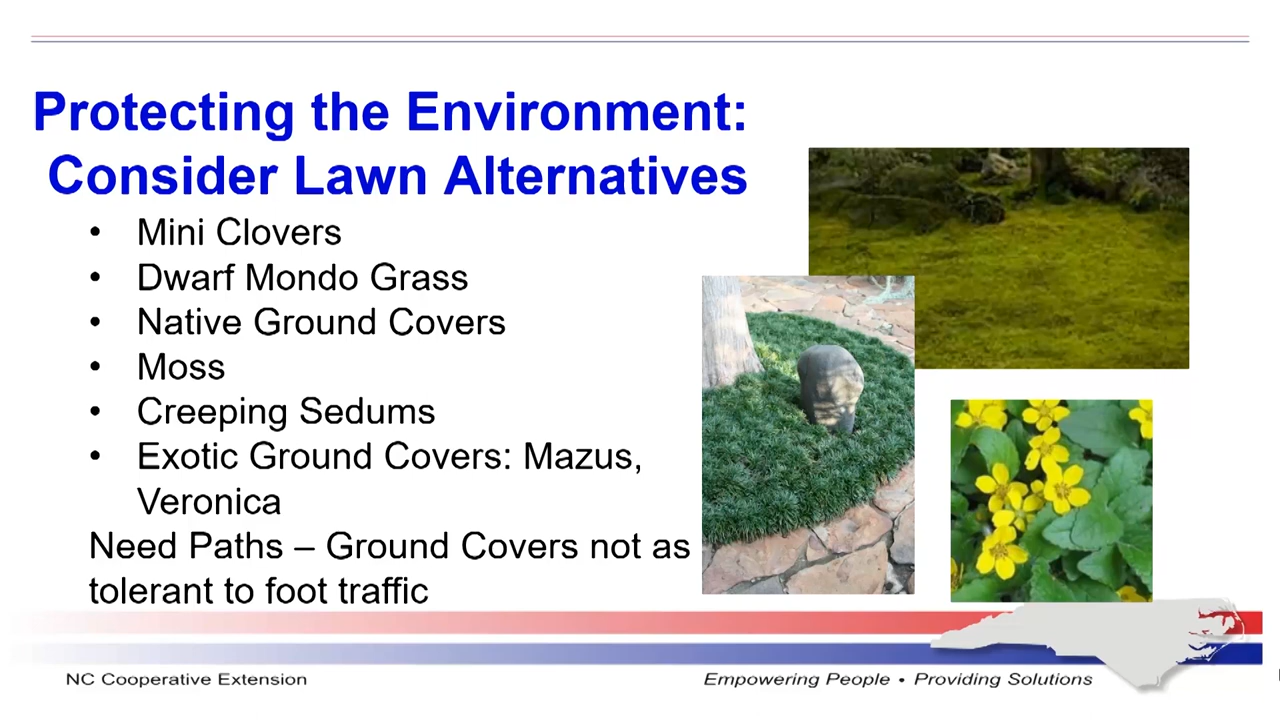 Protecting the Environment:
Consider Lawn Alternatives
• Mini Clovers
• Dwarf Mondo Grass
• Native Ground Covers
• Moss
• Creeping Sedums
• Exotic Ground Covers: Mazus,
Veronica
Need Paths – Ground Covers not as
tolerant to foot traffic
NC Cooperative Extension
Empowering People • Providing Solutions